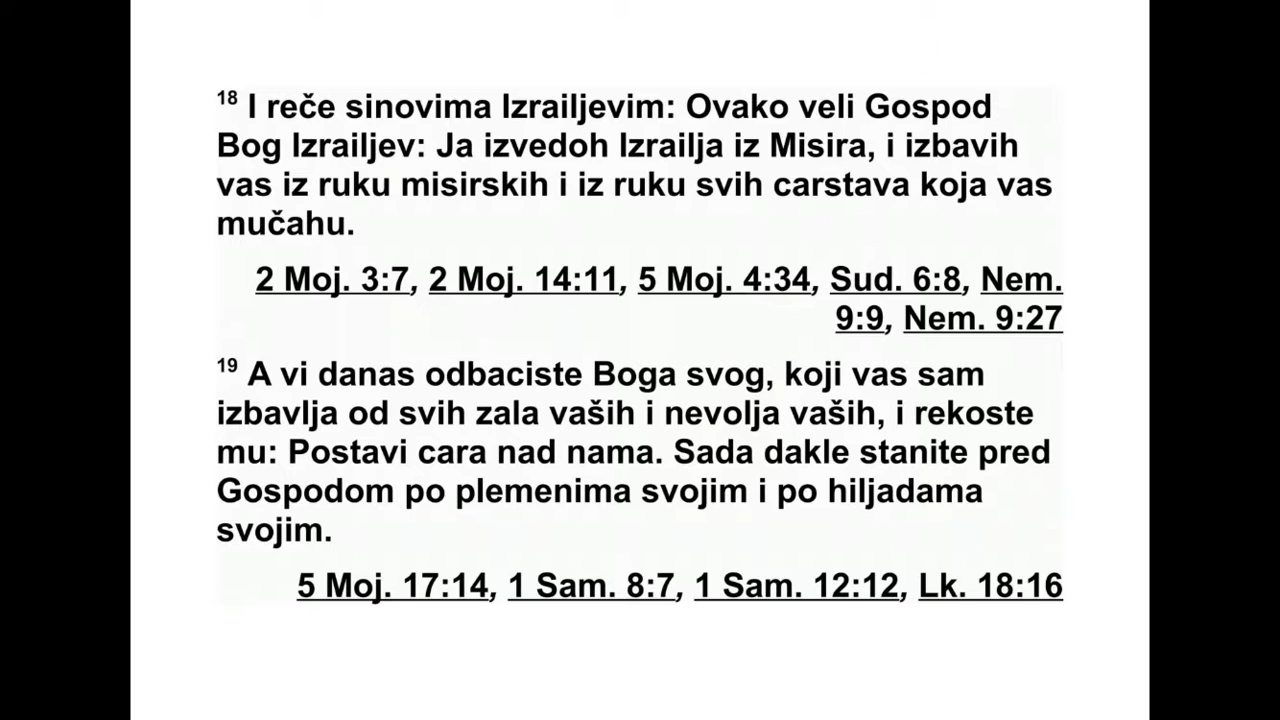 18 I reče sinovima Izrailjevim: Ovako veli Gospod
Bog Izrailjev: Ja izvedoh Izrailja iz Misira, i izbavih
vas iz ruku misirskih i iz ruku svih carstava koja vas
mučahu.
2 Moj. 3:7, 2 Moj. 14:11, 5 Moj. 4:34, Sud. 6:8, Nem.
9:9, Nem. 9:27
19 A vi danas odbaciste Boga svog, koji vas sam
izbavlja od svih zala vaših i nevolja vaših, i rekoste
mu: Postavi cara nad nama. Sada dakle stanite pred
Gospodom po plemenima svojim i po hiljadama
svojim.
5 Moj. 17:14, 1 Sam. 8:7, 1 Sam. 12:12, Lk. 18:16